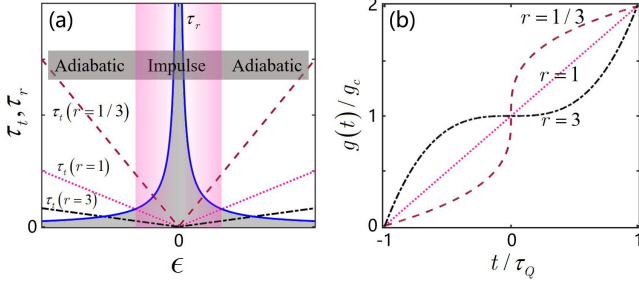 (a)
τ_r
Adiabatic Impulse Adiabatic
τ_t(r=1/3)
τ_t(r=1)
τ_t(r=3)
τ_t, τ_r
0
ϵ
(b)
2
1
0
r=1/3
r=1
r=3
g(t)/g_c
-1 0 1
t/τ_Q